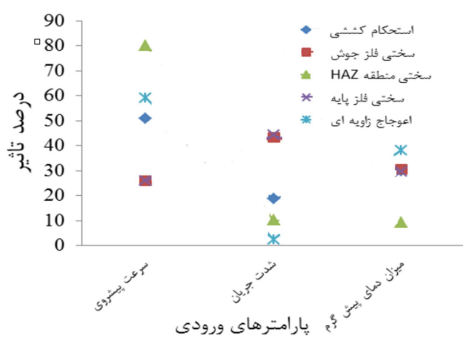 90
80
70
60
50
40
30
20
10
0
درصد تاثیر
استحکام کششی
سختی فلز جوش
سختی منطقه HAZ
سختی فلز پایه
اعوجاج زاویه ای
سرعت پیشروی
شدت جریان
میزان دمای پیش گرم
پارامترهای ورودی